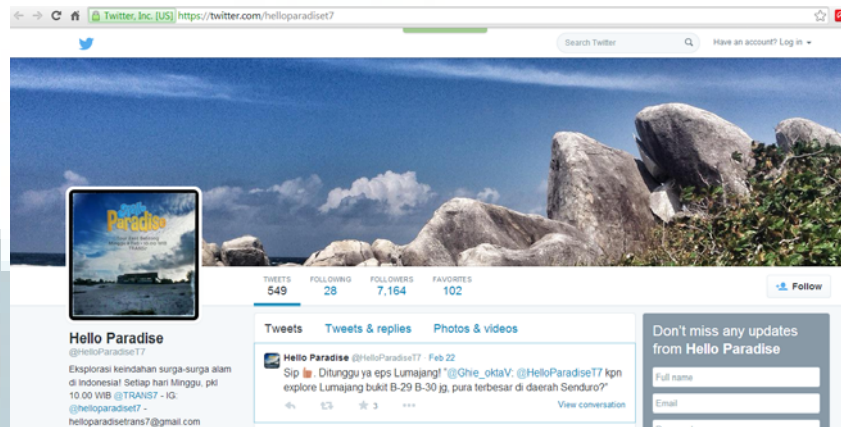 Twitter, Inc. [US] https://twitter.com/helloparadiset7
Search Twitter
Have an account? Log in
Paradise
TWEETS FOLLOWING FOLLOWERS FAVORITES
549 28 7,164 102
Follow
Hello Paradise
@HelloParadiseT7
Eksplorasi keindahan surga-surga alam
di Indonesia! Setiap hari Minggu, pkl
10.00 WIB @TRANS7 - IG:
@helloparadiset7 -
helloparadisetrans7@gmail.com
Tweets Tweets & replies Photos & videos
Hello Paradise @HelloParadiseT7 · Feb 22
Sip . Ditunggu ya eps Lumajang! "@Ghie_oktaV: @HelloParadiseT7 kpn
explore Lumajang bukit B-29 B-30 jg, pura terbesar di daerah Senduro?"
3
View conversation
Don't miss any updates
from Hello Paradise
Full name
Email